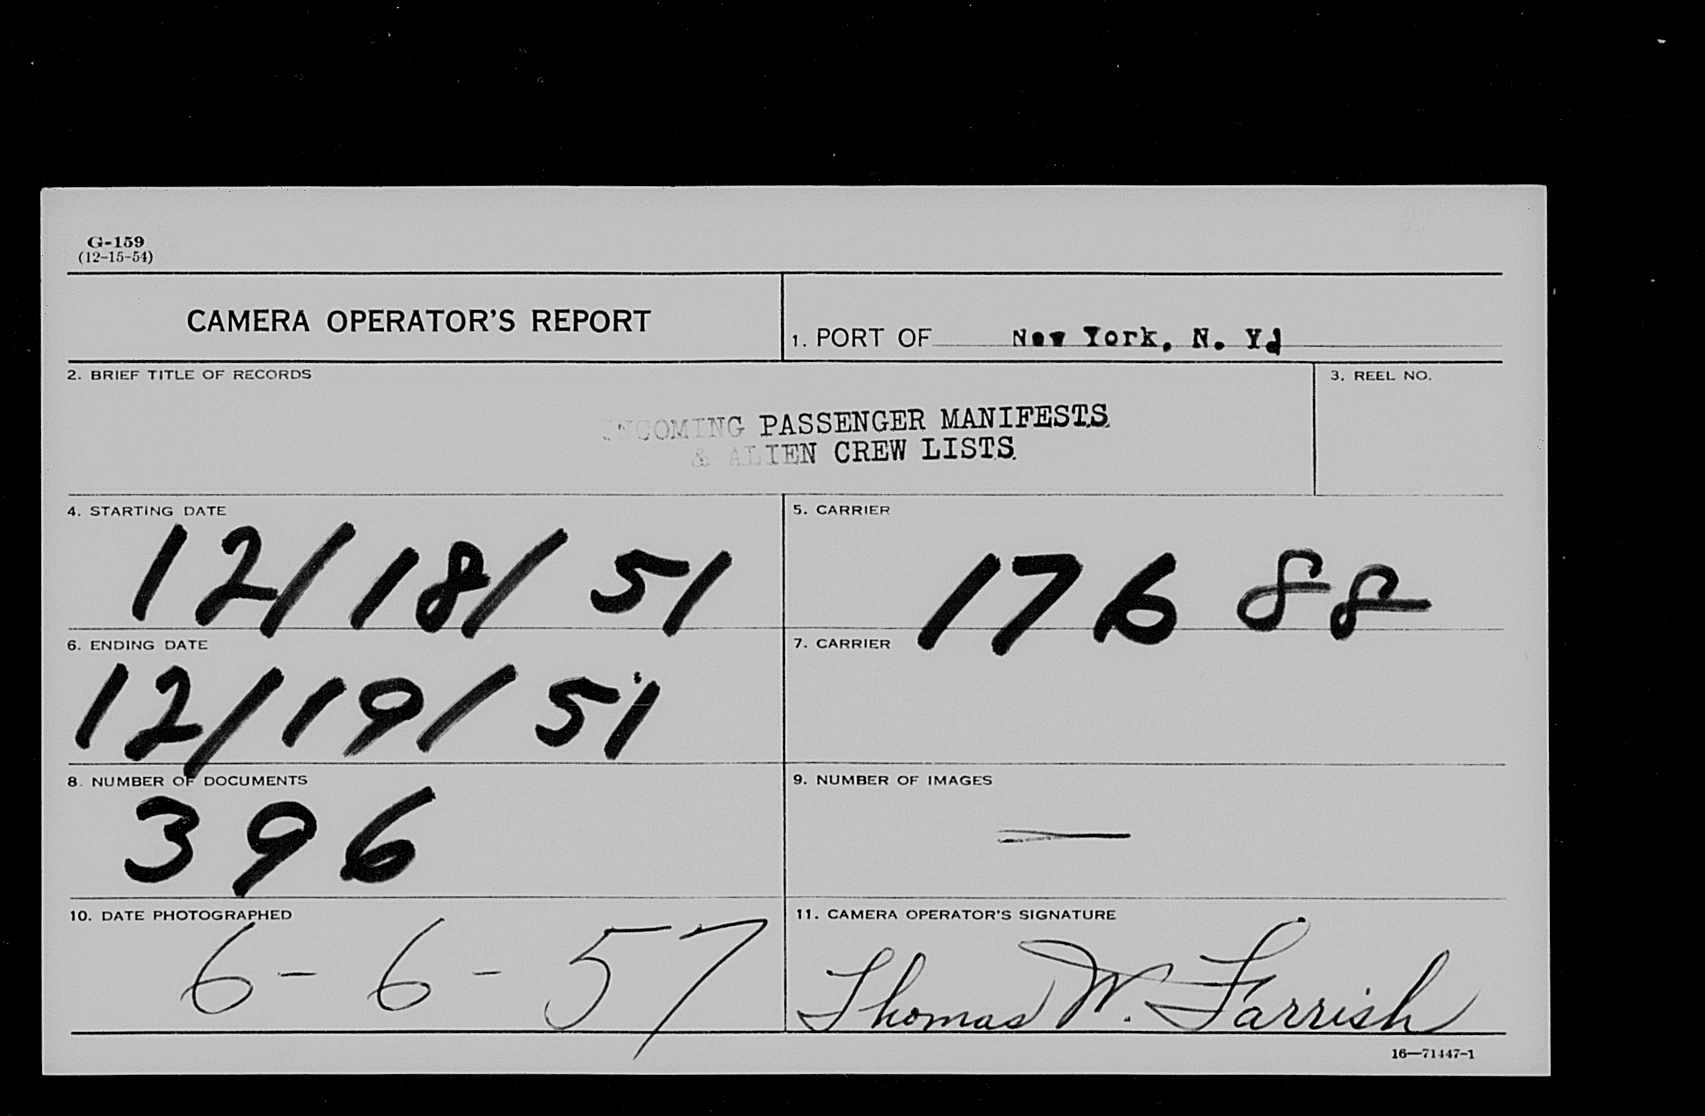 G-159
(12-15-54)
CAMERA OPERATOR'S REPORT
1. PORT OF New York, N. Y.
2. BRIEF TITLE OF RECORDS
3. REEL NO.
INCOMING PASSENGER MANIFESTS
& ALIEN CREW LISTS.
4. STARTING DATE
12/18/51
5. CARRIER
17688
6. ENDING DATE
12/19/51
7. CARRIER
8. NUMBER OF DOCUMENTS
396
9. NUMBER OF IMAGES
—
10. DATE PHOTOGRAPHED
6-6-57
11. CAMERA OPERATOR'S SIGNATURE
Thomas W. Farrish
16—71447-1